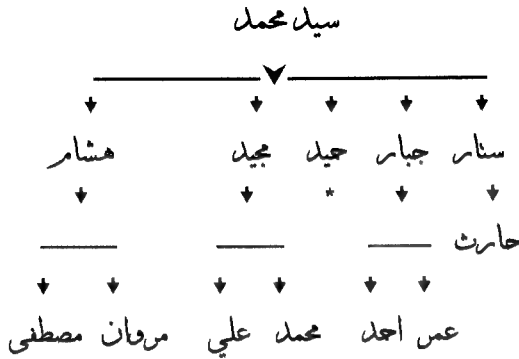 سيد محمد
ستار جبار حميد مجيد هشام
*
حارث
عمر احمد محمد علي مروان مصطفى